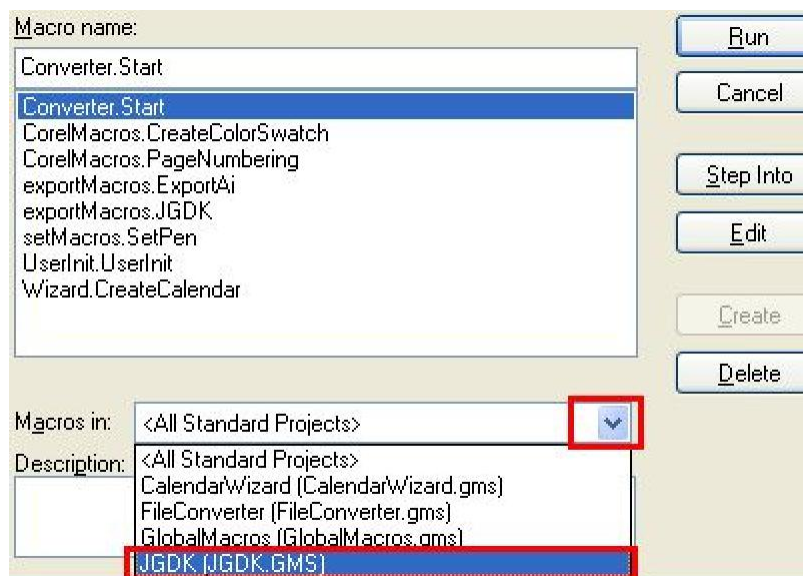 Macro name:
Converter.Start
Converter.Start
CorelMacros.CreateColorSwatch
CorelMacros.PageNumbering
exportMacros.ExportAi
exportMacros.JGDK
setMacros.SetPen
UserInit.UserInit
Wizard.CreateCalendar
Run
Cancel
Step Into
Edit
Create
Delete
Macros in:
<All Standard Projects>
Description:
<All Standard Projects>
CalendarWizard (CalendarWizard.gms)
FileConverter (FileConverter.gms)
GlobalMacros (GlobalMacros.gms)
JGDK (JGDK.GMS)